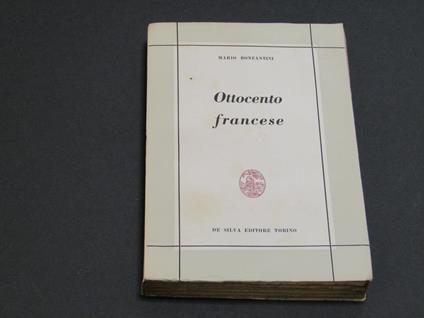 MARIO BONFANTINI
Ottocento
francese
DE SILVA EDITORE TORINO